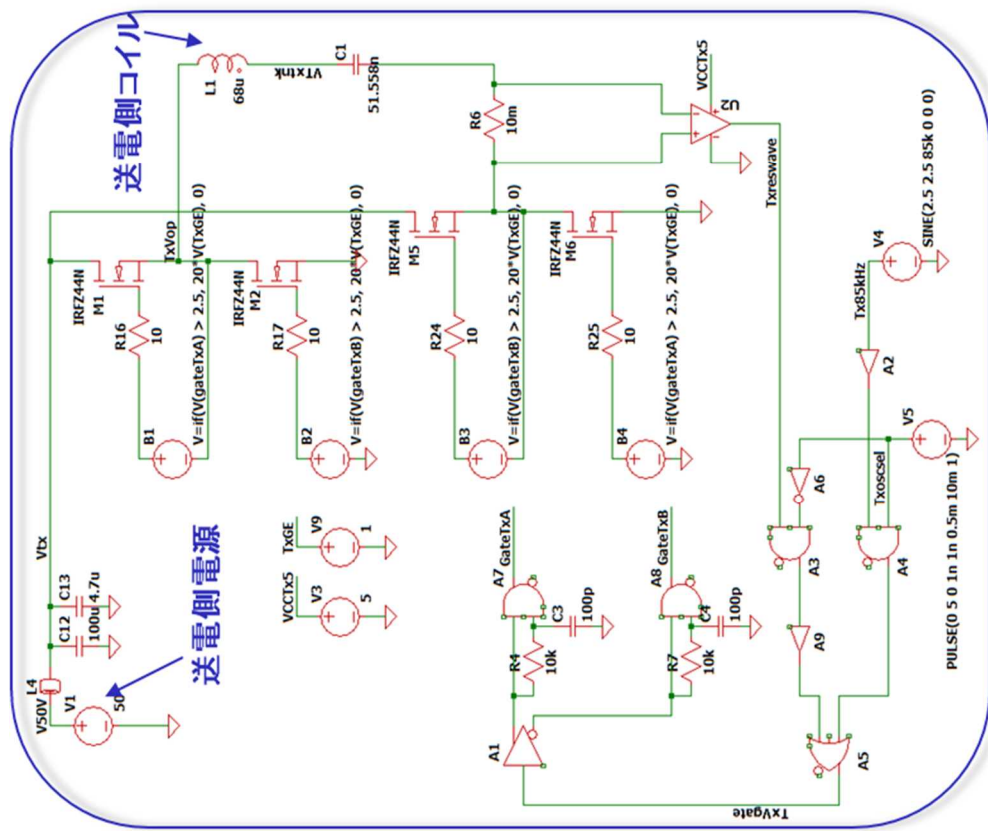 送電側コイル
送電側電源
L1
68u
VTxtnk
C1
51.558n
R6
10m
VCCTx5
U2
Txreswave
IRFZ44N
M1
TxVop
R16
10
B1
V=if(V(gateTxA) > 2.5, 20*V(TxGE), 0)
IRFZ44N
M2
R17
10
B2
V=if(V(gateTxB) > 2.5, 20*V(TxGE), 0)
IRFZ44N
M5
R24
10
B3
V=if(V(gateTxB) > 2.5, 20*V(TxGE), 0)
IRFZ44N
M6
R25
10
B4
V=if(V(gateTxA) > 2.5, 20*V(TxGE), 0)
Vtx
C13
4.7u
C12
100u
L4
V50V
V1
50
TxGE
V9
1
VCCTx5
V3
5
GateTxA
A7
C3
100p
R4
10k
GateTxB
A8
C4
100p
R7
10k
A1
TxVgate
V4
SINE(2.5 2.5 85k 0 0 0)
Tx85kHz
A2
V5
Txoscsel
PULSE(0 5 0 1n 1n 0.5m 10m 1)
A6
A3
A4
A9
A5